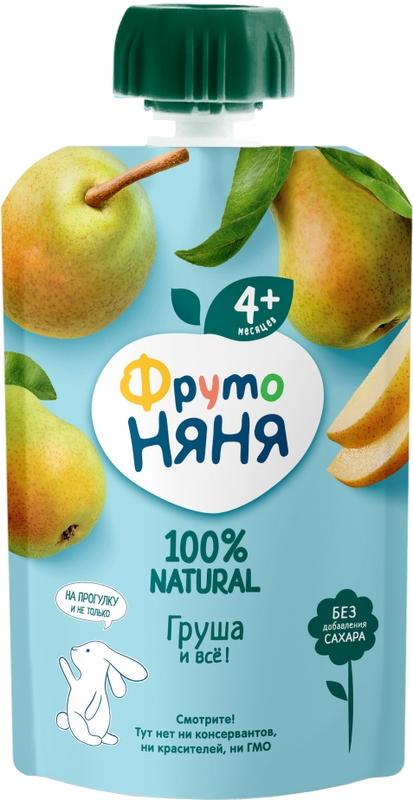 4+
месяцев
Фруто
НЯНЯ
100%
NATURAL
Груша
и всё!
НА ПРОГУЛКУ
И НЕ ТОЛЬКО
БЕЗ
добавления
САХАРА
Смотрите!
Тут нет ни консервантов,
ни красителей, ни ГМО